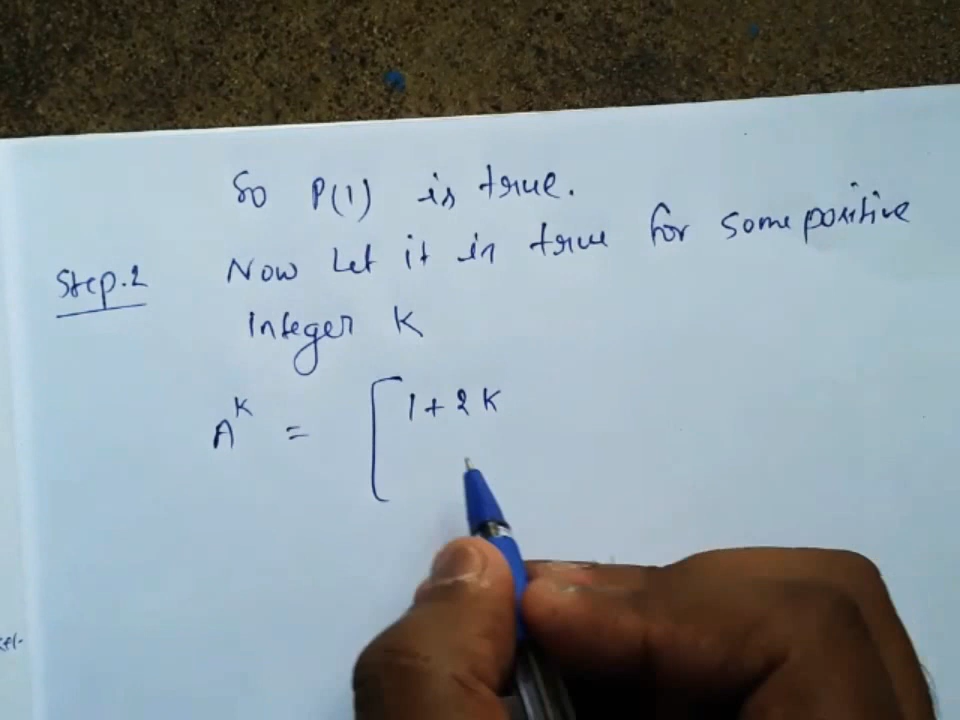 So P(1) is true.
Step.2 Now Let it is true for some positive
Integer K
A^K = [ 1+2K